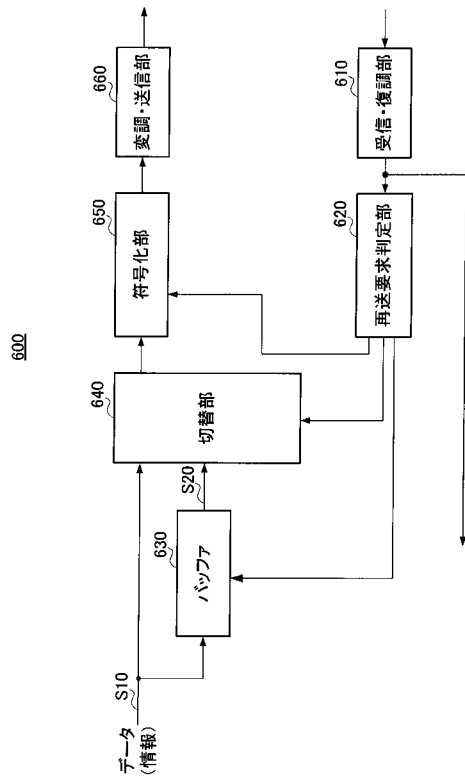 600
データ
(情報)
S10
630
バッファ
S20
640
切替部
650
符号化部
660
変調・送信部
620
再送要求判定部
610
受信・復調部